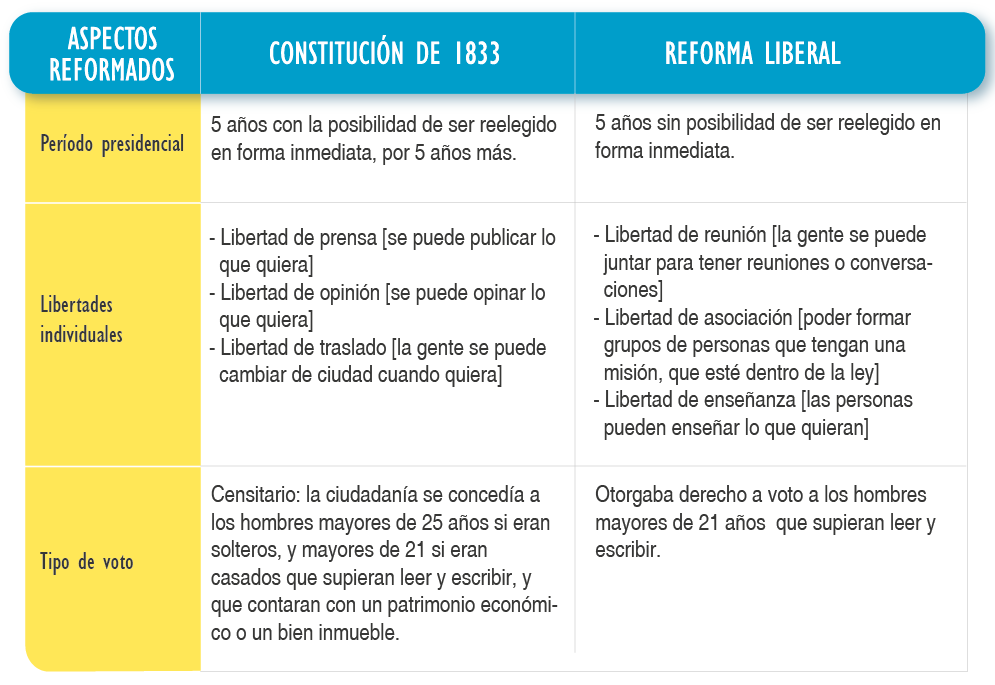 ASPECTOS
REFORMADOS
CONSTITUCIÓN DE 1833
REFORMA LIBERAL
Período presidencial
5 años con la posibilidad de ser reelegido
en forma inmediata, por 5 años más.
5 años sin posibilidad de ser reelegido en
forma inmediata.
Libertades
individuales
- Libertad de prensa [se puede publicar lo
que quiera]
- Libertad de opinión [se puede opinar lo
que quiera]
- Libertad de traslado [la gente se puede
cambiar de ciudad cuando quiera]
- Libertad de reunión [la gente se puede
juntar para tener reuniones o conversa-
ciones]
- Libertad de asociación [poder formar
grupos de personas que tengan una
misión, que esté dentro de la ley]
- Libertad de enseñanza [las personas
pueden enseñar lo que quieran]
Tipo de voto
Censitario: la ciudadanía se concedía a
los hombres mayores de 25 años si eran
solteros, y mayores de 21 si eran
casados que supieran leer y escribir, y
que contaran con un patrimonio económi-
co o un bien inmueble.
Otorgaba derecho a voto a los hombres
mayores de 21 años que supieran leer y
escribir.